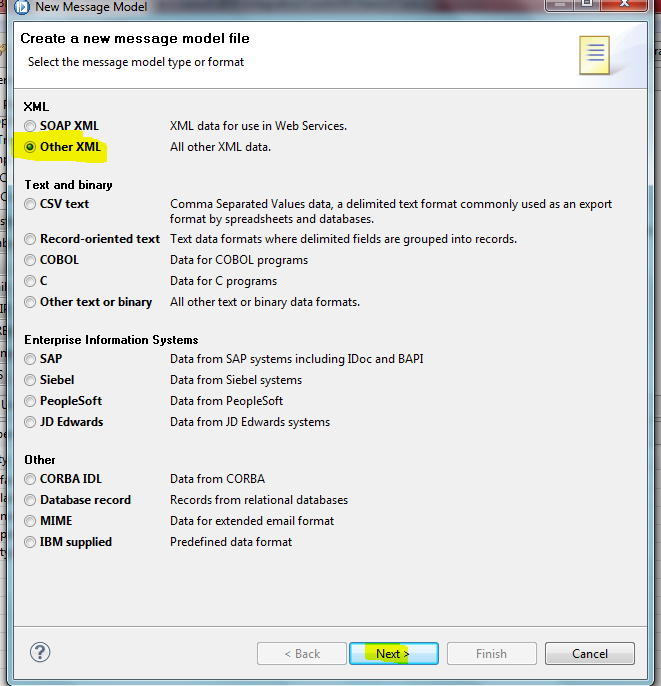 New Message Model
Create a new message model file
Select the message model type or format
XML
SOAP XML XML data for use in Web Services.
Other XML All other XML data.
Text and binary
CSV text Comma Separated Values data, a delimited text format commonly used as an export
format by spreadsheets and databases.
Record-oriented text Text data formats where delimited fields are grouped into records.
COBOL Data for COBOL programs
C Data for C programs
Other text or binary All other text or binary data formats.
Enterprise Information Systems
SAP Data from SAP systems including IDoc and BAPI
Siebel Data from Siebel systems
PeopleSoft Data from PeopleSoft
JD Edwards Data from JD Edwards systems
Other
CORBA IDL Data from CORBA
Database record Records from relational databases
MIME Data for extended email format
IBM supplied Predefined data format
? < Back Next > Finish Cancel